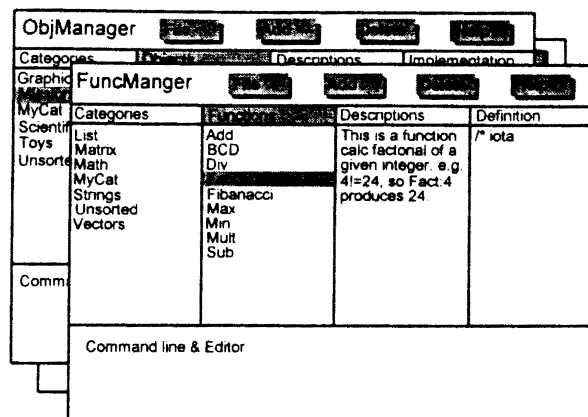 ObjManager
Categories Descriptions Implementation
Graphic
MyCat
Scientif
Toys
Unsorte
Comma
FuncManger
Categories Functions Descriptions Definition
List
Matrix
Math
MyCat
Strings
Unsorted
Vectors
Add
BCD
Div
Fibanacci
Max
Min
Mult
Sub
This is a function
calc factorial of a
given integer. e.g.
4!=24, so Fact:4
produces 24.
/* iota
Command line & Editor